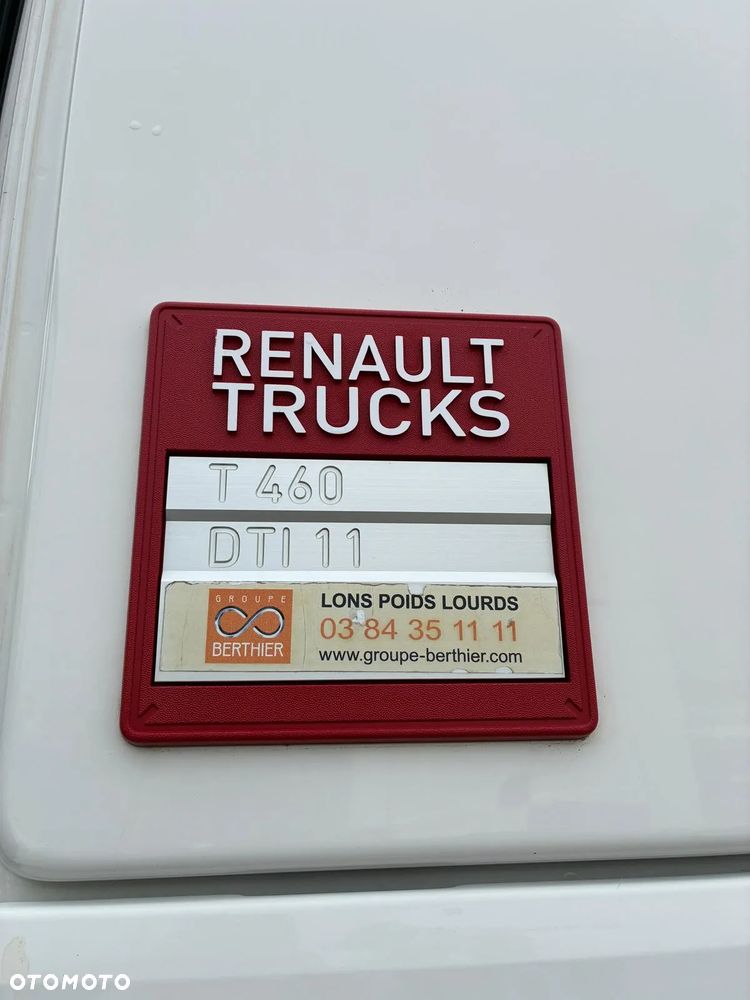 RENAULT
TRUCKS
T 460
DTI 11
GROUPE
BERTHIER
LONS POIDS LOURDS
03 84 35 11 11
www.groupe-berthier.com
OTOMOTO